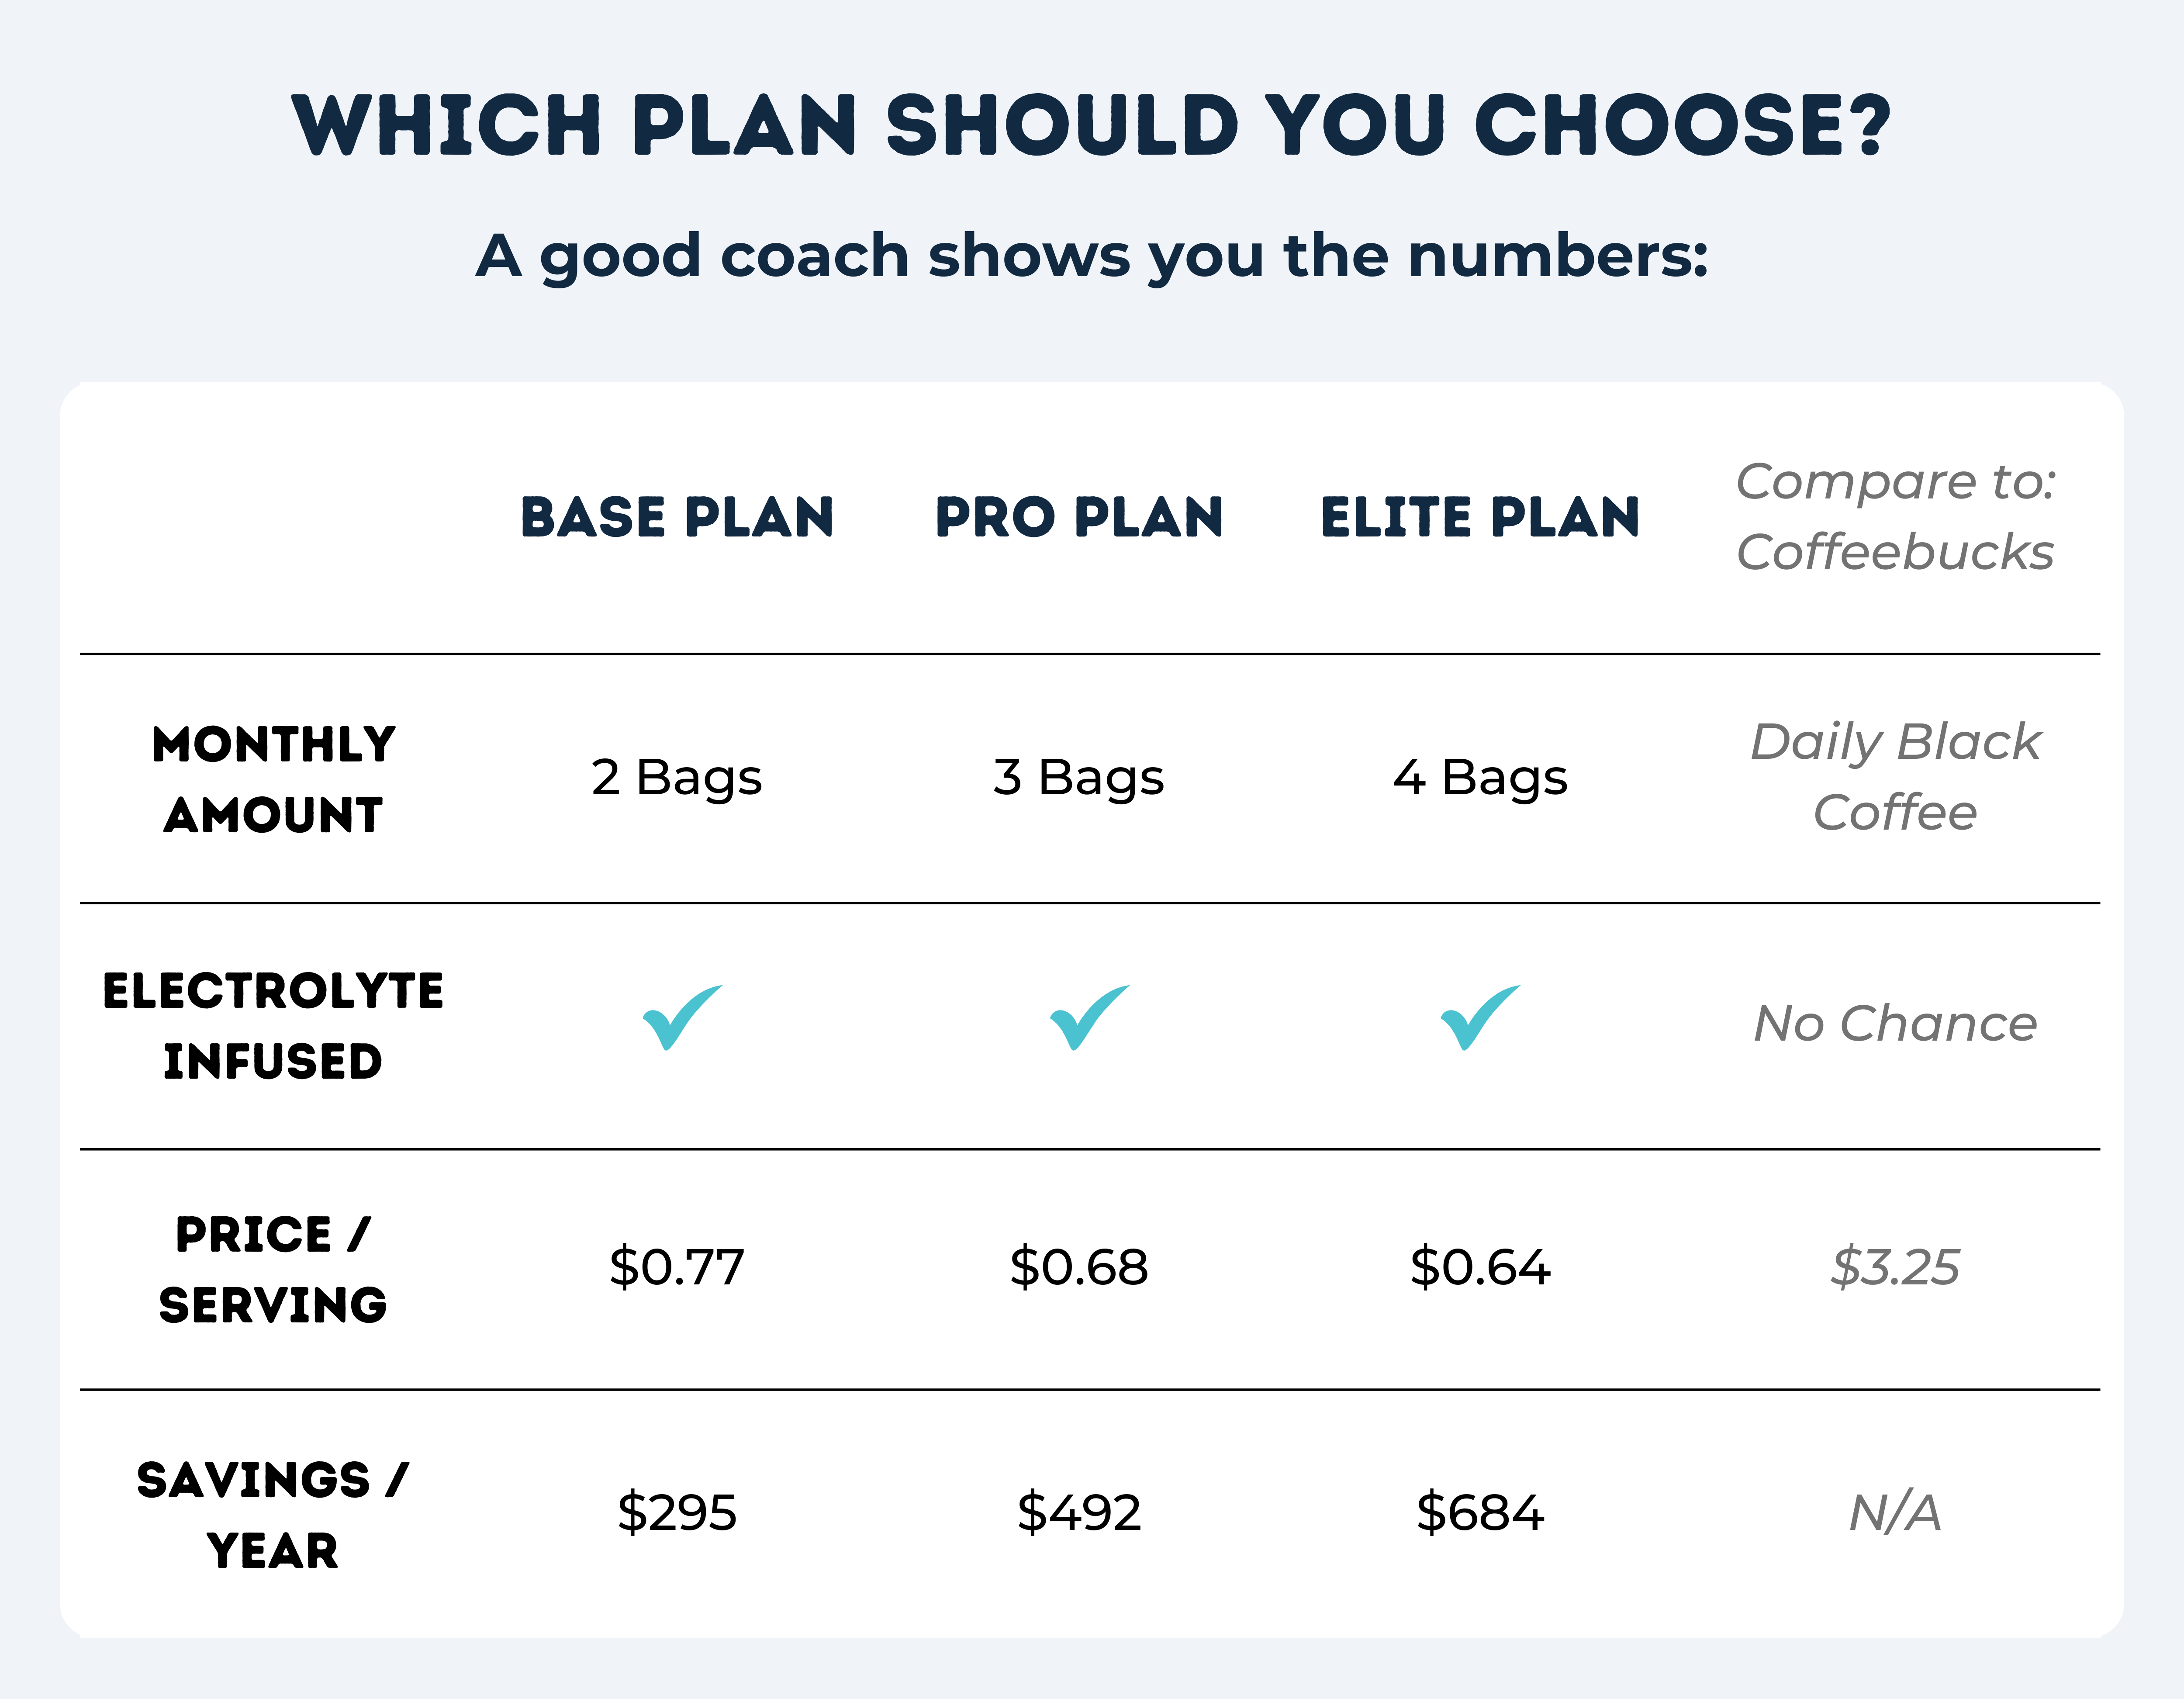 WHICH PLAN SHOULD YOU CHOOSE?
A good coach shows you the numbers:
BASE PLAN PRO PLAN ELITE PLAN Compare to:
Coffeebucks
MONTHLY
AMOUNT 2 Bags 3 Bags 4 Bags Daily Black
Coffee
ELECTROLYTE
INFUSED No Chance
PRICE /
SERVING $0.77 $0.68 $0.64 $3.25
SAVINGS /
YEAR $295 $492 $684 N/A